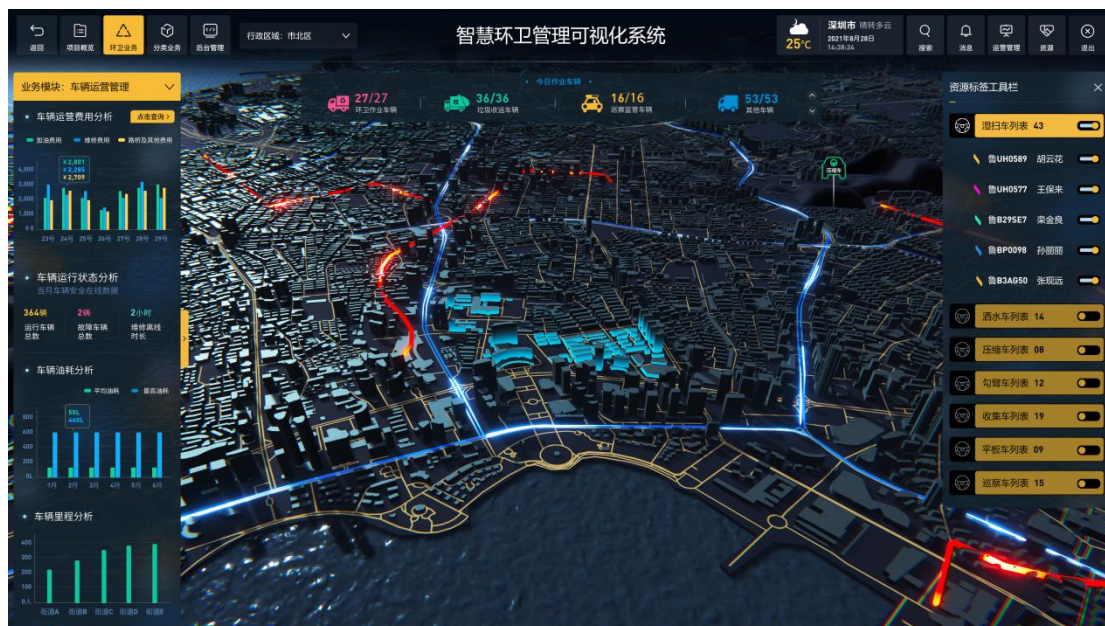 返回
项目概览
环卫业务
分类业务
后台管理
行政区域：市北区
智慧环卫管理可视化系统
25°C
深圳市 晴转多云
2021年8月28日
14:38:24
搜索
消息
运营管理
资源
退出
业务模块：车辆运营管理
今日作业车辆
27/27
环卫作业车辆
36/36
垃圾收运车辆
16/16
巡察监管车辆
53/53
其他车辆
车辆运营费用分析
点击查询 >
加油费用 维修费用 路桥及其他费用
¥2,801
¥2,265
¥2,709
4,000
3,000
2,000
1,000
¥0
23号 24号 25号 26号 27号 28号 29号
车辆运行状态分析
当月车辆安全在线数据
364辆 2辆 2小时
运行车辆总数
故障车辆总数
维修离线时长
车辆油耗分析
平均油耗 最高油耗
50L
460L
800
600
400
200
0L
1月 2月 3月 4月 5月 6月
车辆里程分析
400
300
200
100
街道A 街道B 街道C 街道D 街道E
压缩车
资源标签工具栏
湿扫车列表 43
鲁UH0589 胡云花
鲁UH0577 王保来
鲁B295E7 栾金良
鲁BP0098 孙丽丽
鲁B3AG50 张现远
洒水车列表 14
压缩车列表 08
勾臂车列表 12
收集车列表 19
平板车列表 09
巡察车列表 15